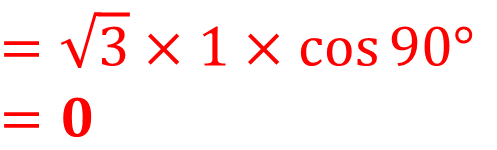 = √3 × 1 × cos 90°
= 0